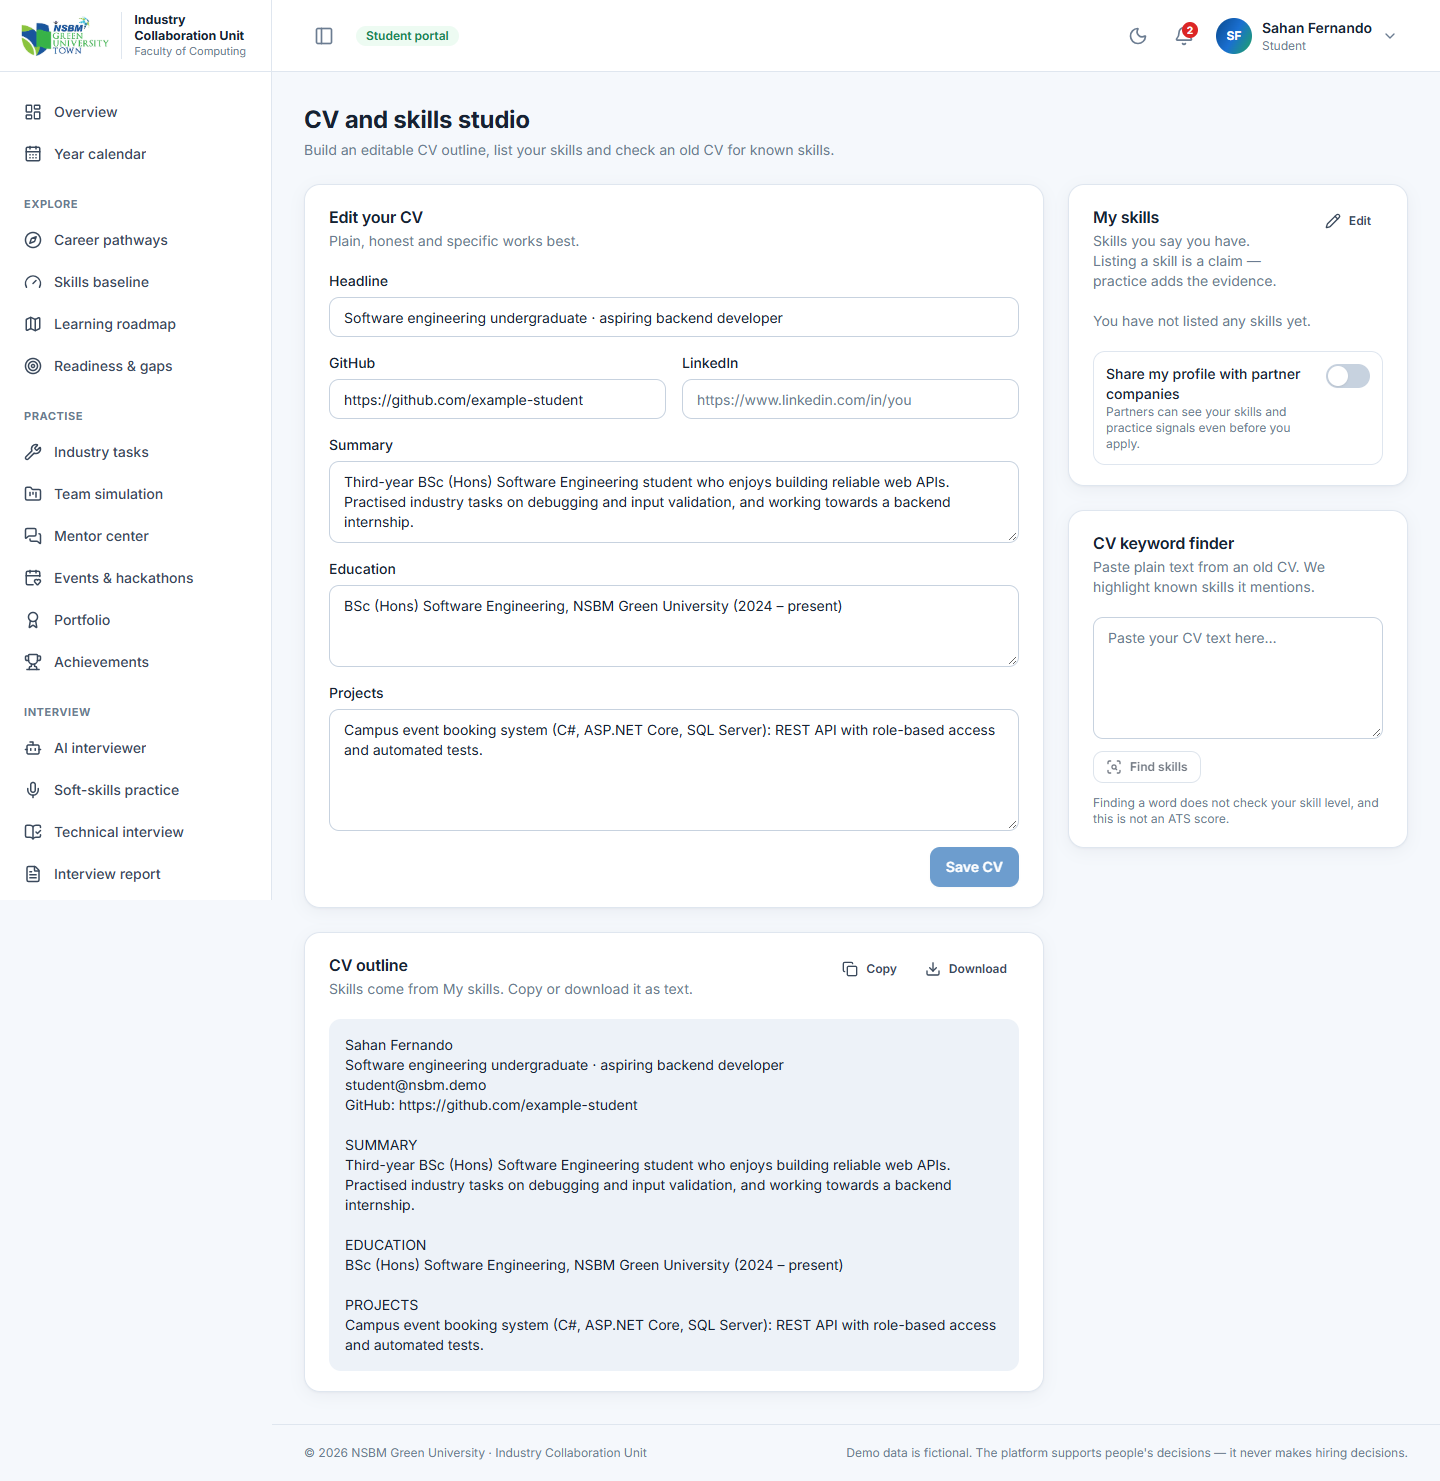 NSBM
GREEN
UNIVERSITY
TOWN
Industry
Collaboration Unit
Faculty of Computing
Student portal
2
SF
Sahan Fernando
Student
Overview
Year calendar
EXPLORE
Career pathways
Skills baseline
Learning roadmap
Readiness & gaps
PRACTISE
Industry tasks
Team simulation
Mentor center
Events & hackathons
Portfolio
Achievements
INTERVIEW
AI interviewer
Soft-skills practice
Technical interview
Interview report
CV and skills studio
Build an editable CV outline, list your skills and check an old CV for known skills.
Edit your CV
Plain, honest and specific works best.
Headline
Software engineering undergraduate · aspiring backend developer
GitHub
https://github.com/example-student
LinkedIn
https://www.linkedin.com/in/you
Summary
Third-year BSc (Hons) Software Engineering student who enjoys building reliable web APIs.
Practised industry tasks on debugging and input validation, and working towards a backend
internship.
Education
BSc (Hons) Software Engineering, NSBM Green University (2024 – present)
Projects
Campus event booking system (C#, ASP.NET Core, SQL Server): REST API with role-based access
and automated tests.
Save CV
My skills
Edit
Skills you say you have.
Listing a skill is a claim —
practice adds the evidence.
You have not listed any skills yet.
Share my profile with partner
companies
Partners can see your skills and
practice signals even before you
apply.
CV keyword finder
Paste plain text from an old CV. We
highlight known skills it mentions.
Paste your CV text here...
Find skills
Finding a word does not check your skill level, and
this is not an ATS score.
CV outline
Copy
Download
Skills come from My skills. Copy or download it as text.
Sahan Fernando
Software engineering undergraduate · aspiring backend developer
student@nsbm.demo
GitHub: https://github.com/example-student
SUMMARY
Third-year BSc (Hons) Software Engineering student who enjoys building reliable web APIs.
Practised industry tasks on debugging and input validation, and working towards a backend
internship.
EDUCATION
BSc (Hons) Software Engineering, NSBM Green University (2024 – present)
PROJECTS
Campus event booking system (C#, ASP.NET Core, SQL Server): REST API with role-based access
and automated tests.
© 2026 NSBM Green University · Industry Collaboration Unit
Demo data is fictional. The platform supports people's decisions — it never makes hiring decisions.